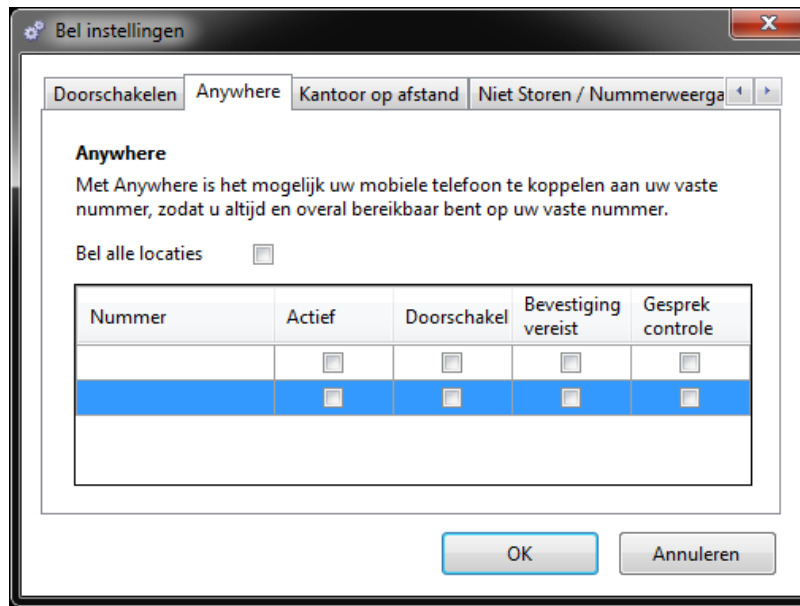 Bel instellingen
Doorschakelen Anywhere Kantoor op afstand Niet Storen / Nummerweerga
Anywhere
Met Anywhere is het mogelijk uw mobiele telefoon te koppelen aan uw vaste
nummer, zodat u altijd en overal bereikbaar bent op uw vaste nummer.
Bel alle locaties
Nummer Actief Doorschakel Bevestiging vereist Gesprek controle
OK Annuleren